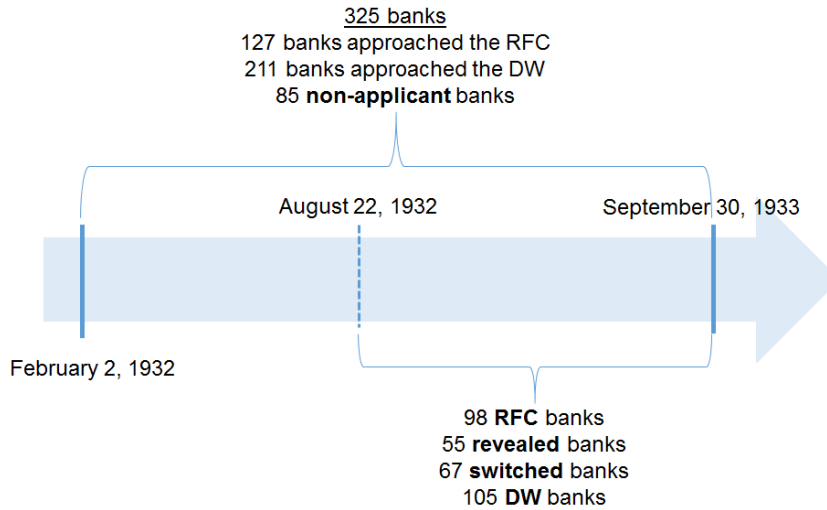 325 banks
127 banks approached the RFC
211 banks approached the DW
85 non-applicant banks
August 22, 1932
September 30, 1933
February 2, 1932
98 RFC banks
55 revealed banks
67 switched banks
105 DW banks